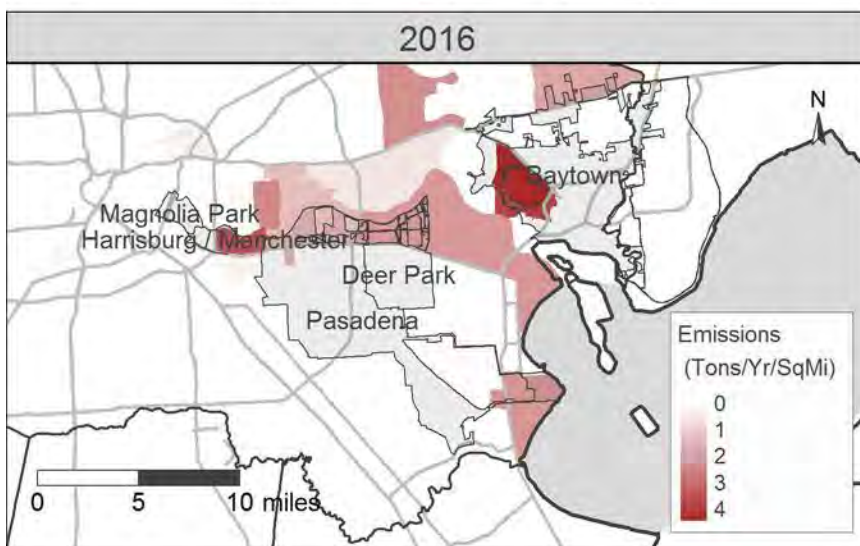 2016
N
Baytown
Magnolia Park
Harrisburg
Manchester
Deer Park
Pasadena
Emissions
(Tons/Yr/SqMi)
0
1
2
3
4
0 5 10 miles